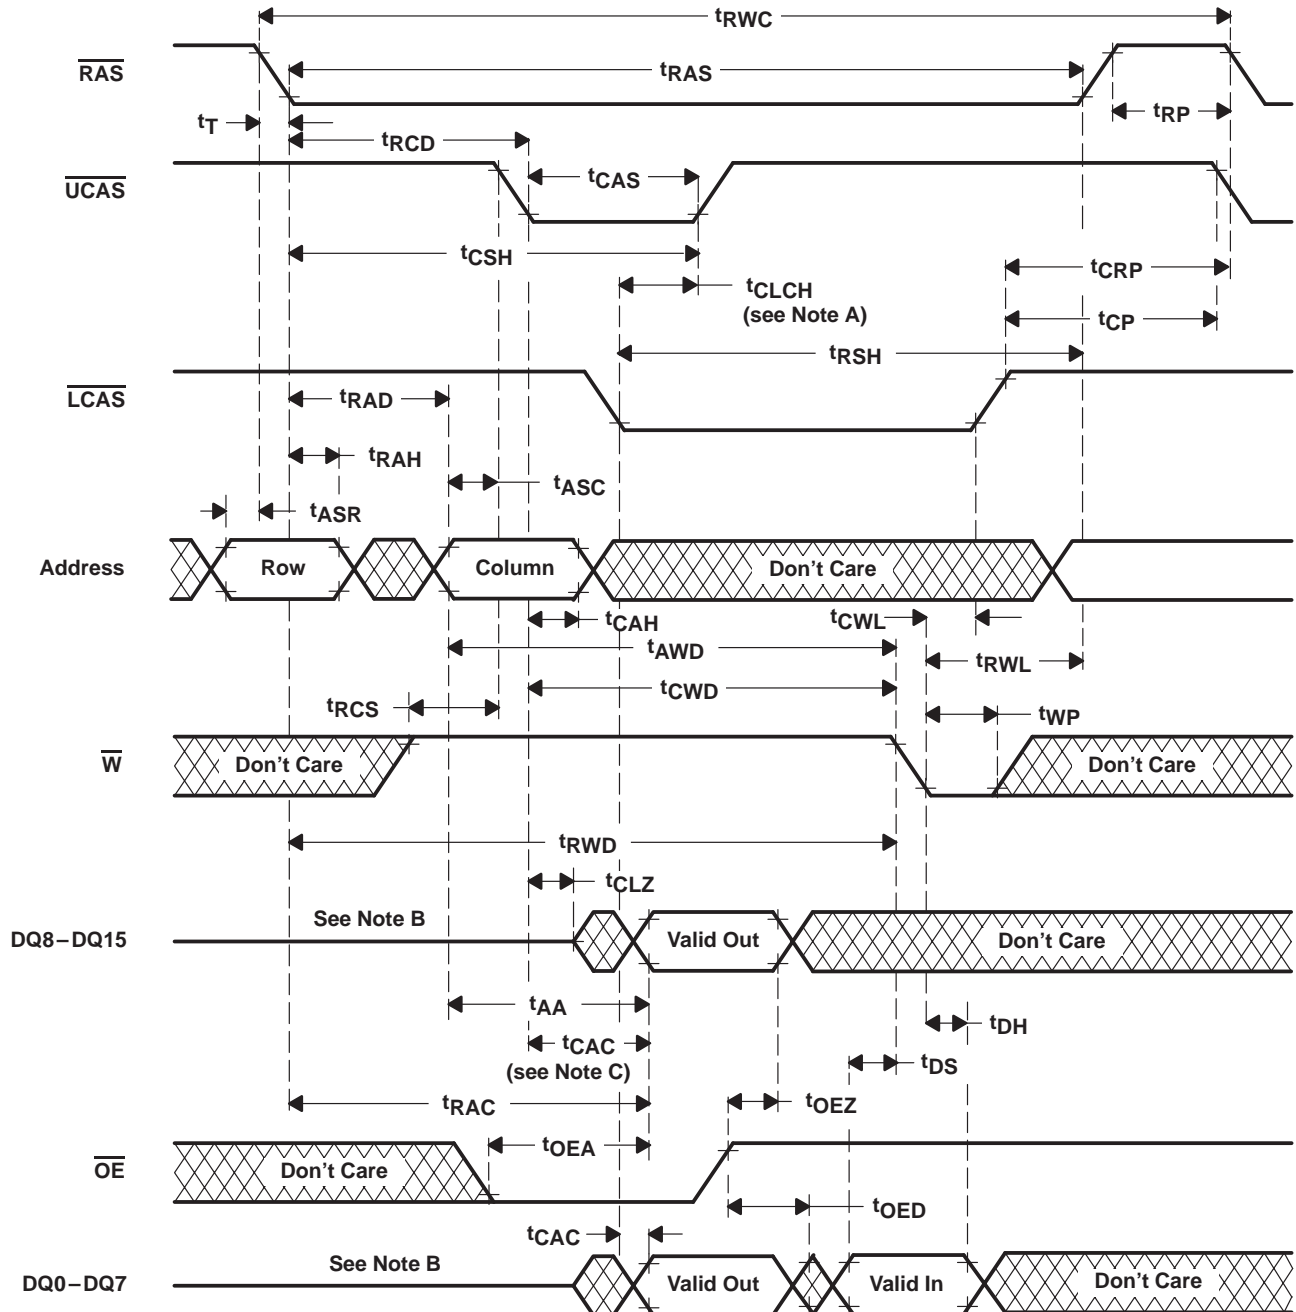 tRWC
RAS
tRAS
tT
tRP
tRCD
UCAS
tCAS
tCSH
tCRP
tCLCH
(see Note A)
tCP
tRSH
LCAS
tRAD
tRAH
tASC
tASR
Address
Row
Column
Don't Care
tCAH
tCWL
tAWD
tRWL
tCWD
tRCS
tWP
W
Don't Care
Don't Care
tRWD
tCLZ
See Note B
DQ8–DQ15
Valid Out
Don't Care
tAA
tDH
tCAC
(see Note C)
tDS
tRAC
tOEZ
tOEA
OE
Don't Care
tOED
tCAC
See Note B
DQ0–DQ7
Valid Out
Valid In
Don't Care